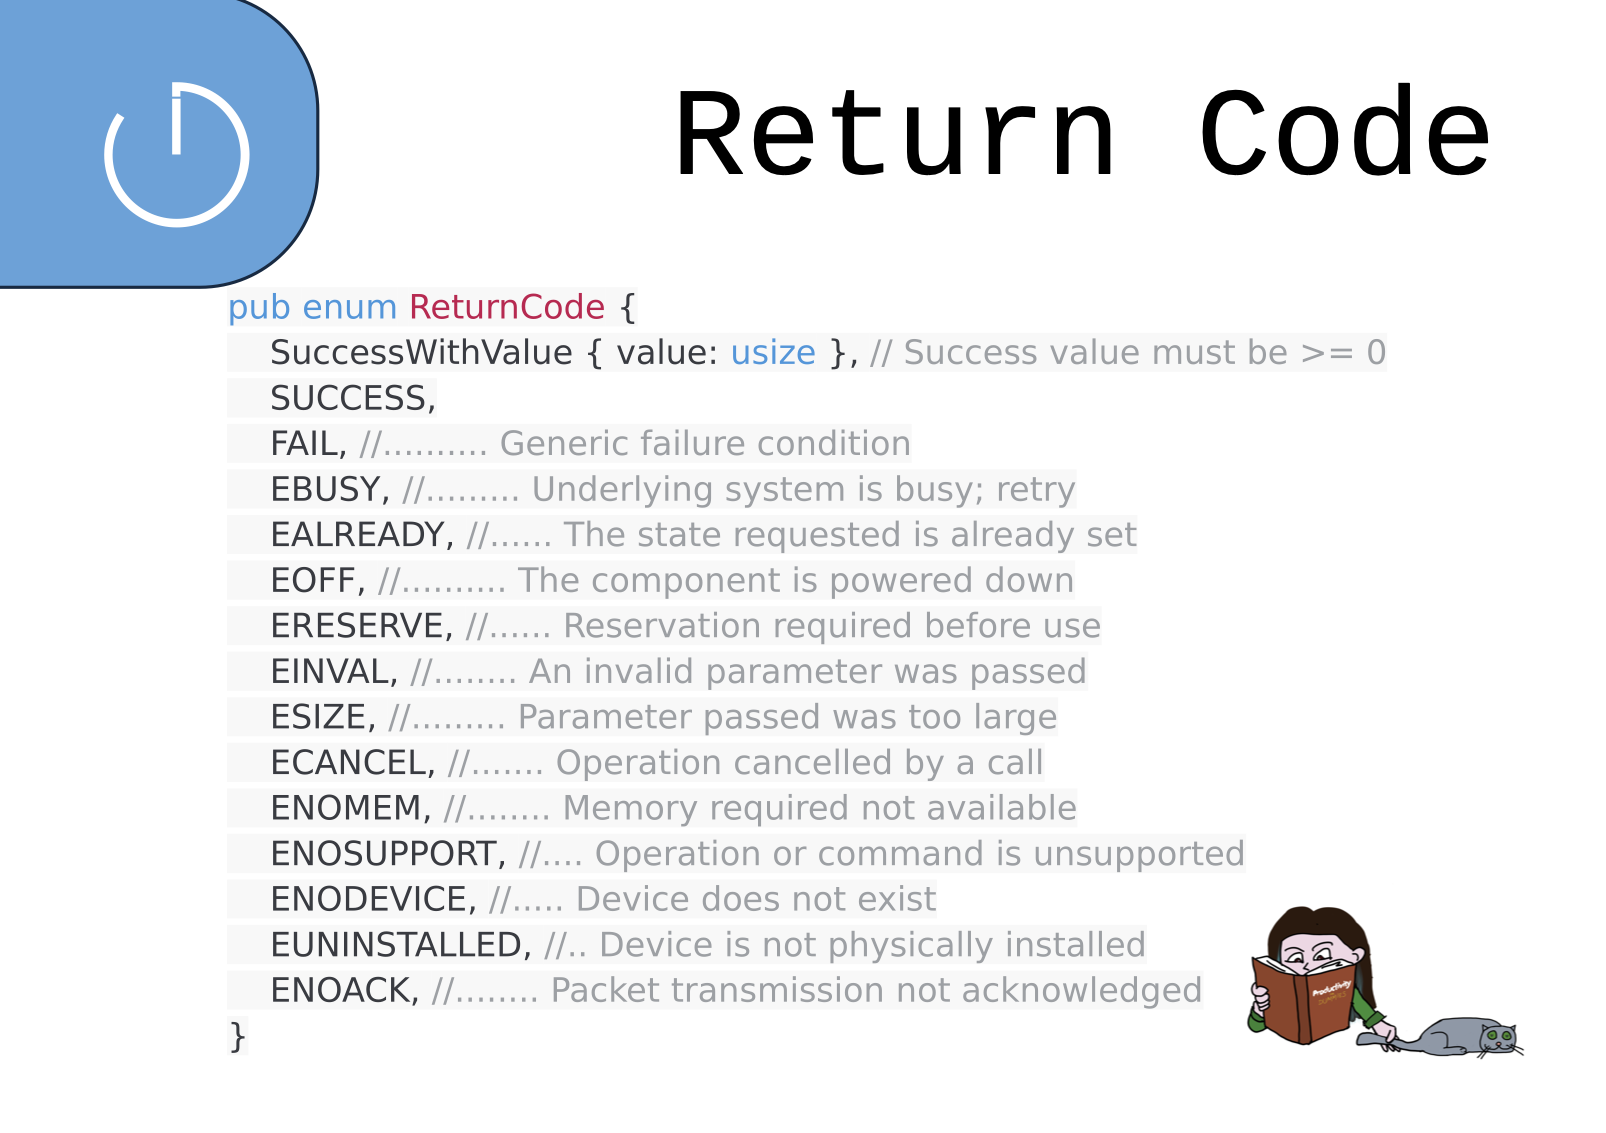 Return Code
pub enum ReturnCode {
SuccessWithValue { value: usize }, // Success value must be >= 0
SUCCESS,
FAIL, //.......... Generic failure condition
EBUSY, //......... Underlying system is busy; retry
EALREADY, //...... The state requested is already set
EOFF, //.......... The component is powered down
ERESERVE, //...... Reservation required before use
EINVAL, //........ An invalid parameter was passed
ESIZE, //......... Parameter passed was too large
ECANCEL, //....... Operation cancelled by a call
ENOMEM, //........ Memory required not available
ENOSUPPORT, //.... Operation or command is unsupported
ENODEVICE, //..... Device does not exist
EUNINSTALLED, //.. Device is not physically installed
ENOACK, //........ Packet transmission not acknowledged
}
Productivity